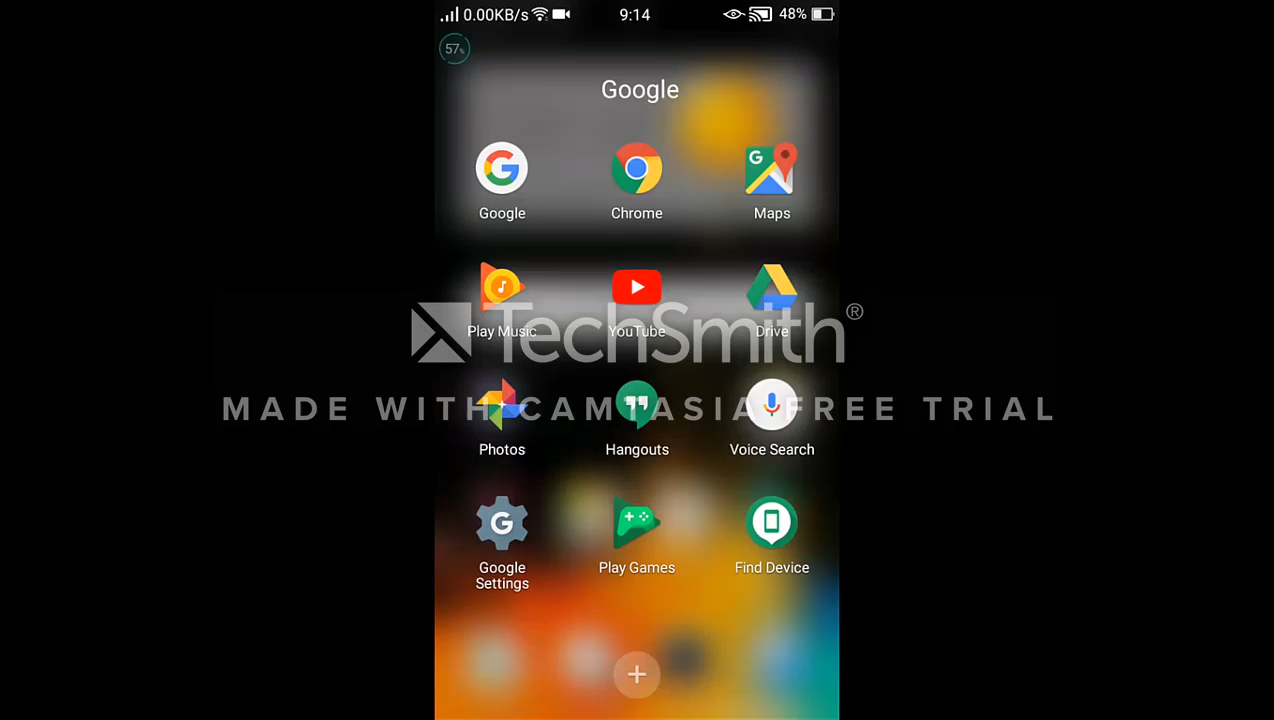 0.00KB/s 9:14 48%
57%
Google
Google Chrome Maps
Play Music YouTube Drive
TechSmith®
MADE WITH CAMTASIA FREE TRIAL
Photos Hangouts Voice Search
Google Settings Play Games Find Device